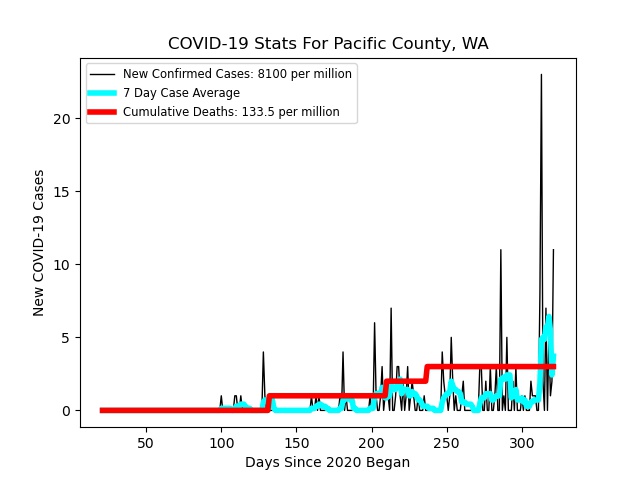 COVID-19 Stats For Pacific County, WA
New Confirmed Cases: 8100 per million
7 Day Case Average
Cumulative Deaths: 133.5 per million
New COVID-19 Cases
20
15
10
5
0
50 100 150 200 250 300
Days Since 2020 Began